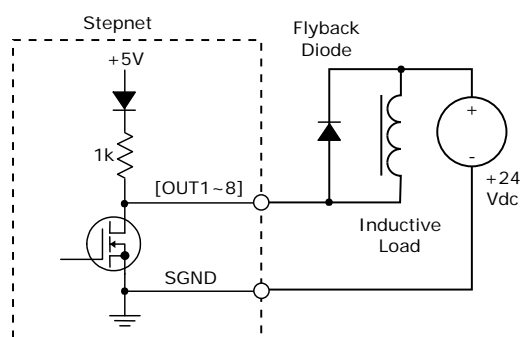 Stepnet
+5V
1k
[OUT1~8]
SGND
Flyback
Diode
Inductive
Load
+
-
+24
Vdc